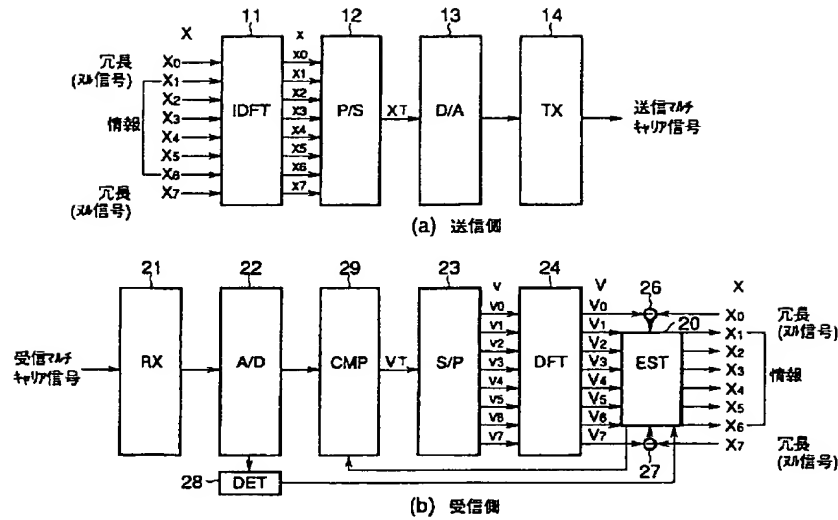 11 12 13 14
X x
冗長
(ヌル信号)
X0 x0
X1 x1
X2 x2
X3 x3
X4 x4
X5 x5
X6 x6
X7 x7
情報
冗長
(ヌル信号)
IDFT P/S XT D/A TX
送信マルチ
キャリア信号
(a) 送信側
21 22 29 23 24 26
v V X
受信マルチ
キャリア信号
RX A/D CMP VT S/P DFT EST
20
v0 V0 X0
v1 V1 X1
v2 V2 X2
v3 V3 X3
v4 V4 X4
v5 V5 X5
v6 V6 X6
v7 V7 X7
冗長
(ヌル信号)
情報
冗長
(ヌル信号)
27
28 DET
(b) 受信側